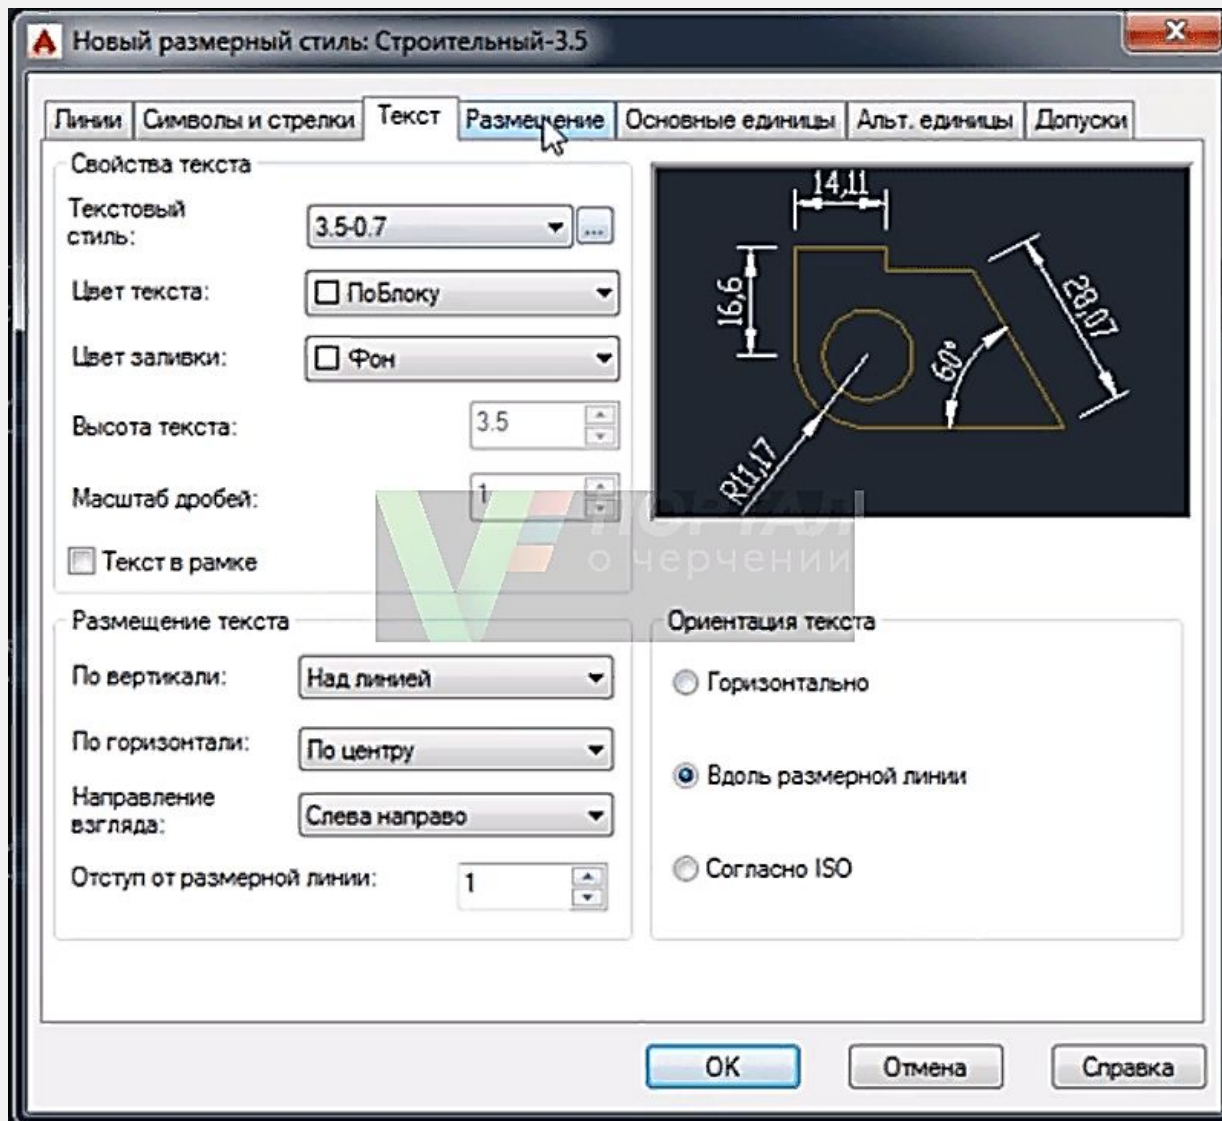 Новый размерный стиль: Строительный-3.5
Линии Символы и стрелки Текст Размещение Основные единицы Альт. единицы Допуски
Свойства текста
Текстовый
стиль:
3.5-0.7
...
Цвет текста:
ПоБлоку
Цвет заливки:
Фон
Высота текста:
3.5
Масштаб дробей:
1
Текст в рамке
14,11
16,6
28,07
60°
R11,17
ПОРТАЛ
о черчении
Размещение текста
По вертикали:
Над линией
По горизонтали:
По центру
Направление
взгляда:
Слева направо
Отступ от размерной линии:
1
Ориентация текста
Горизонтально
Вдоль размерной линии
Согласно ISO
OK
Отмена
Справка